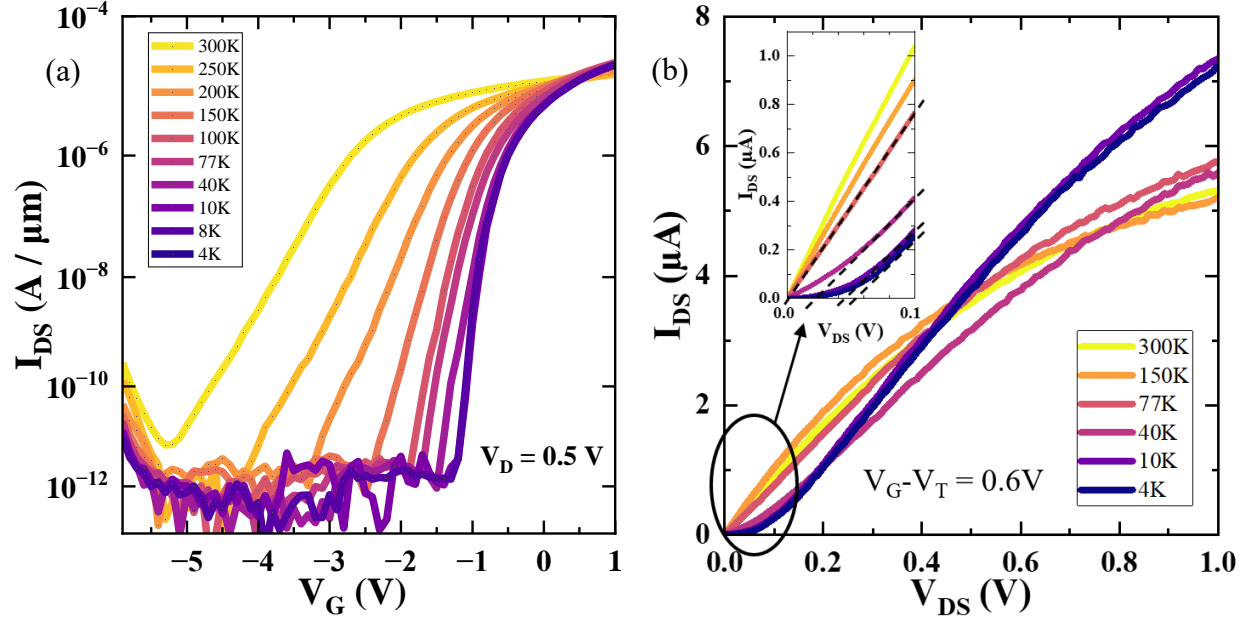 (a)
10⁻⁴
10⁻⁶
10⁻⁸
10⁻¹⁰
10⁻¹²
I_DS (A / μm)
300K
250K
200K
150K
100K
77K
40K
10K
8K
4K
V_D = 0.5 V
−5
−4
−3
−2
−1
0
1
V_G (V)
(b)
8
6
4
2
0
I_DS (μA)
1.0
0.8
0.6
0.4
0.2
0.0
I_DS (μA)
0.0
0.1
V_DS (V)
300K
150K
77K
40K
10K
4K
V_G-V_T = 0.6V
0.0
0.2
0.4
0.6
0.8
1.0
V_DS (V)